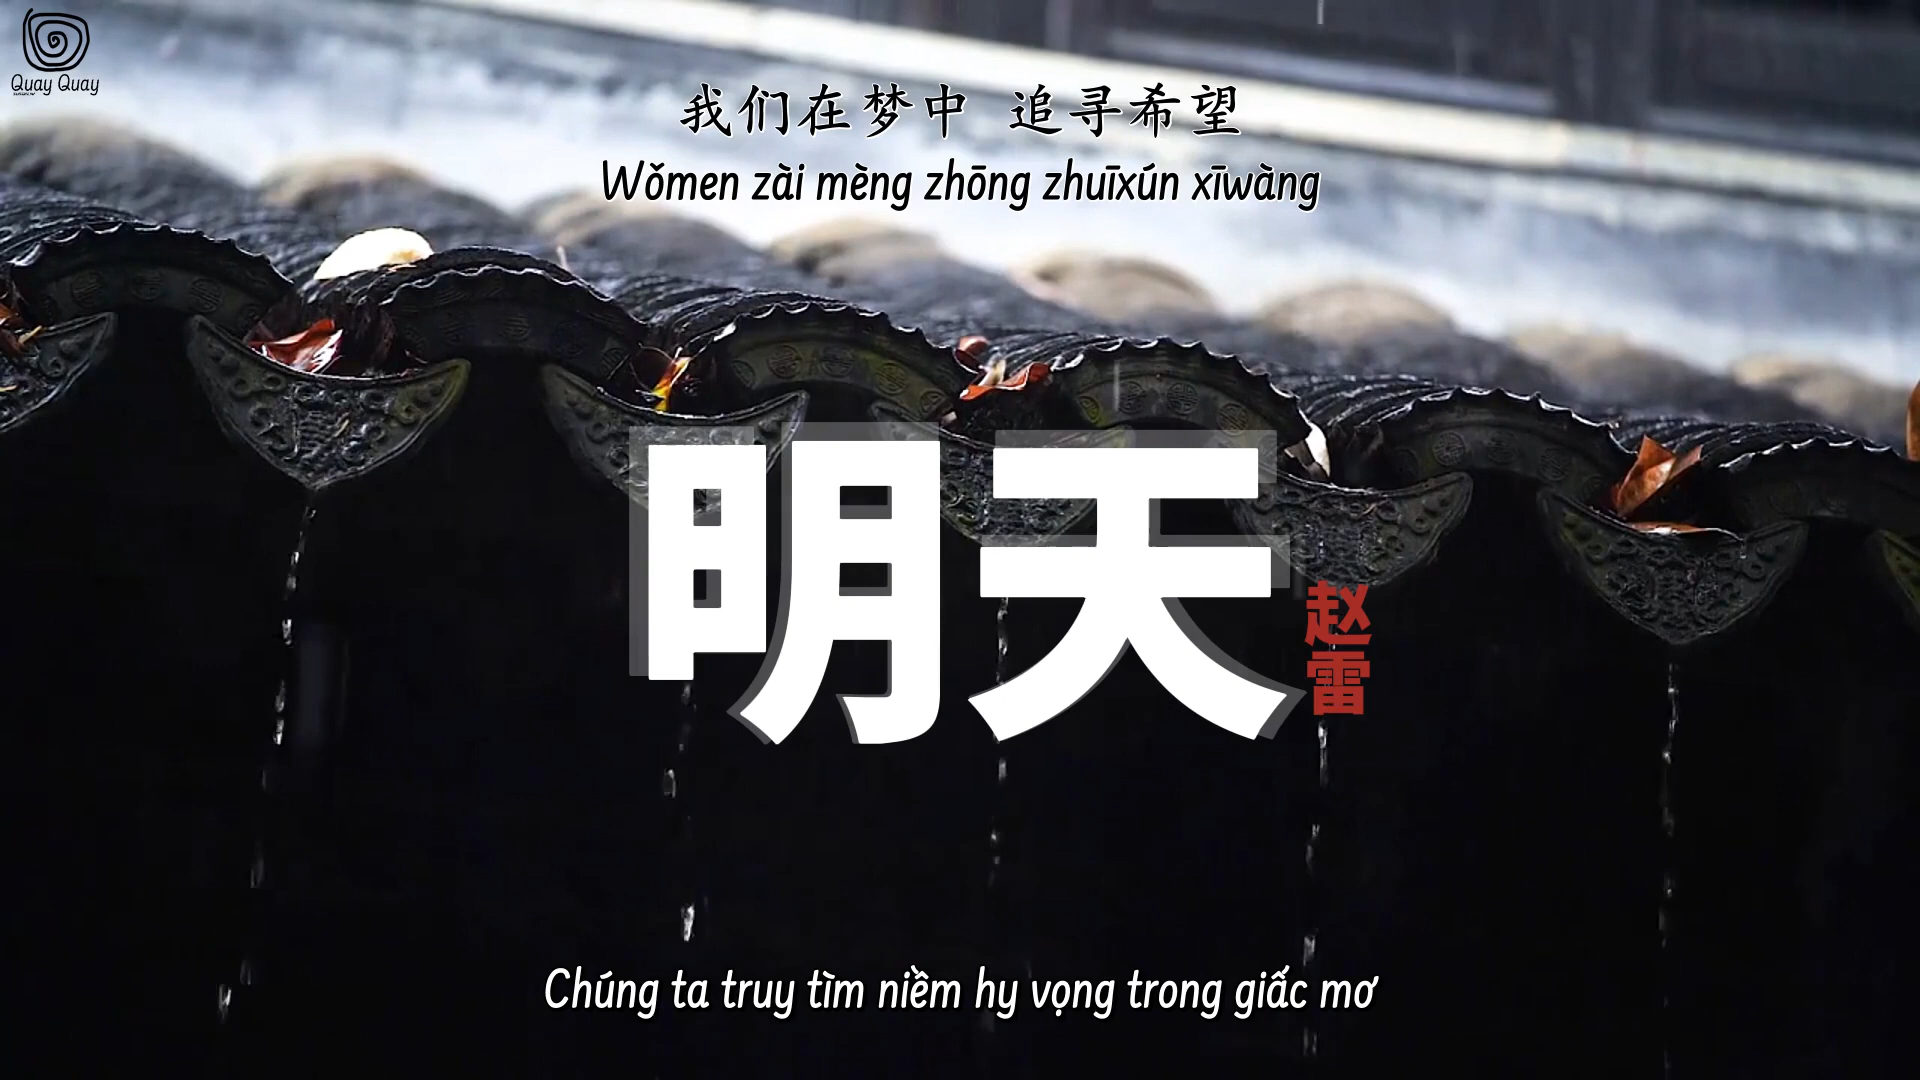 Quay Quay
我们在梦中 追寻希望
Wǒmen zài mèng zhōng zhuīxún xīwàng
明天
赵雷
Chúng ta truy tìm niềm hy vọng trong giấc mơ